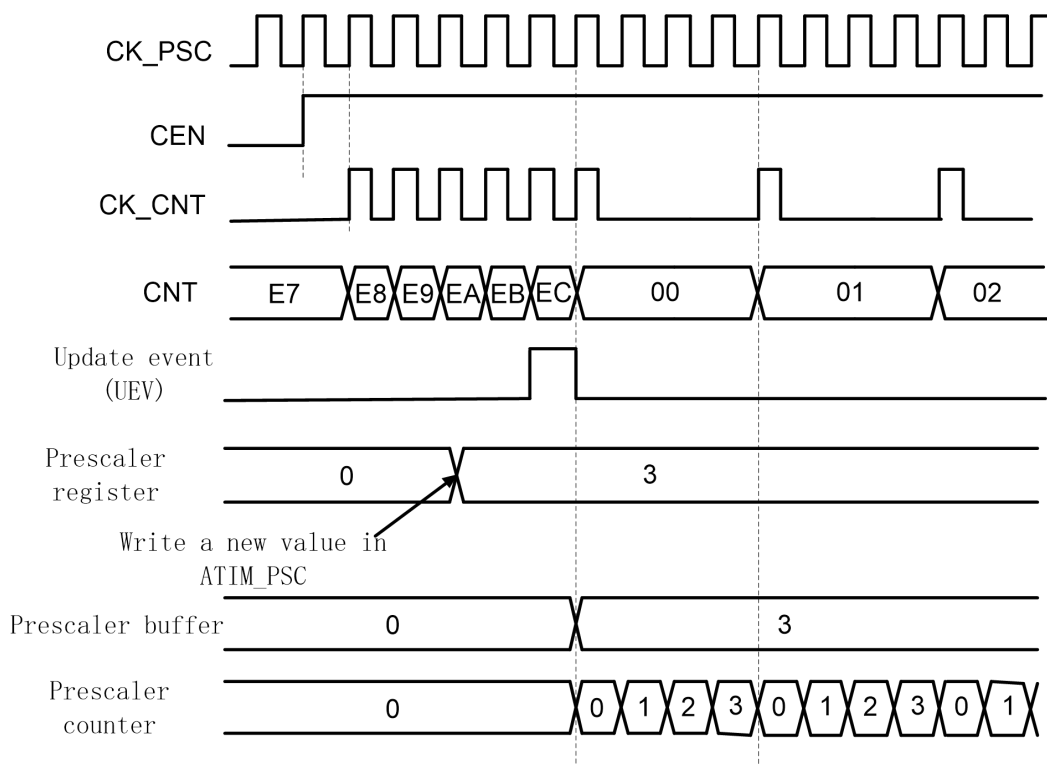 CK_PSC
CEN
CK_CNT
CNT
E7 E8 E9 EA EB EC 00 01 02
Update event
(UEV)
Prescaler
register
0 3
Write a new value in
ATIM_PSC
Prescaler buffer
0 3
Prescaler
counter
0 0 1 2 3 0 1 2 3 0 1